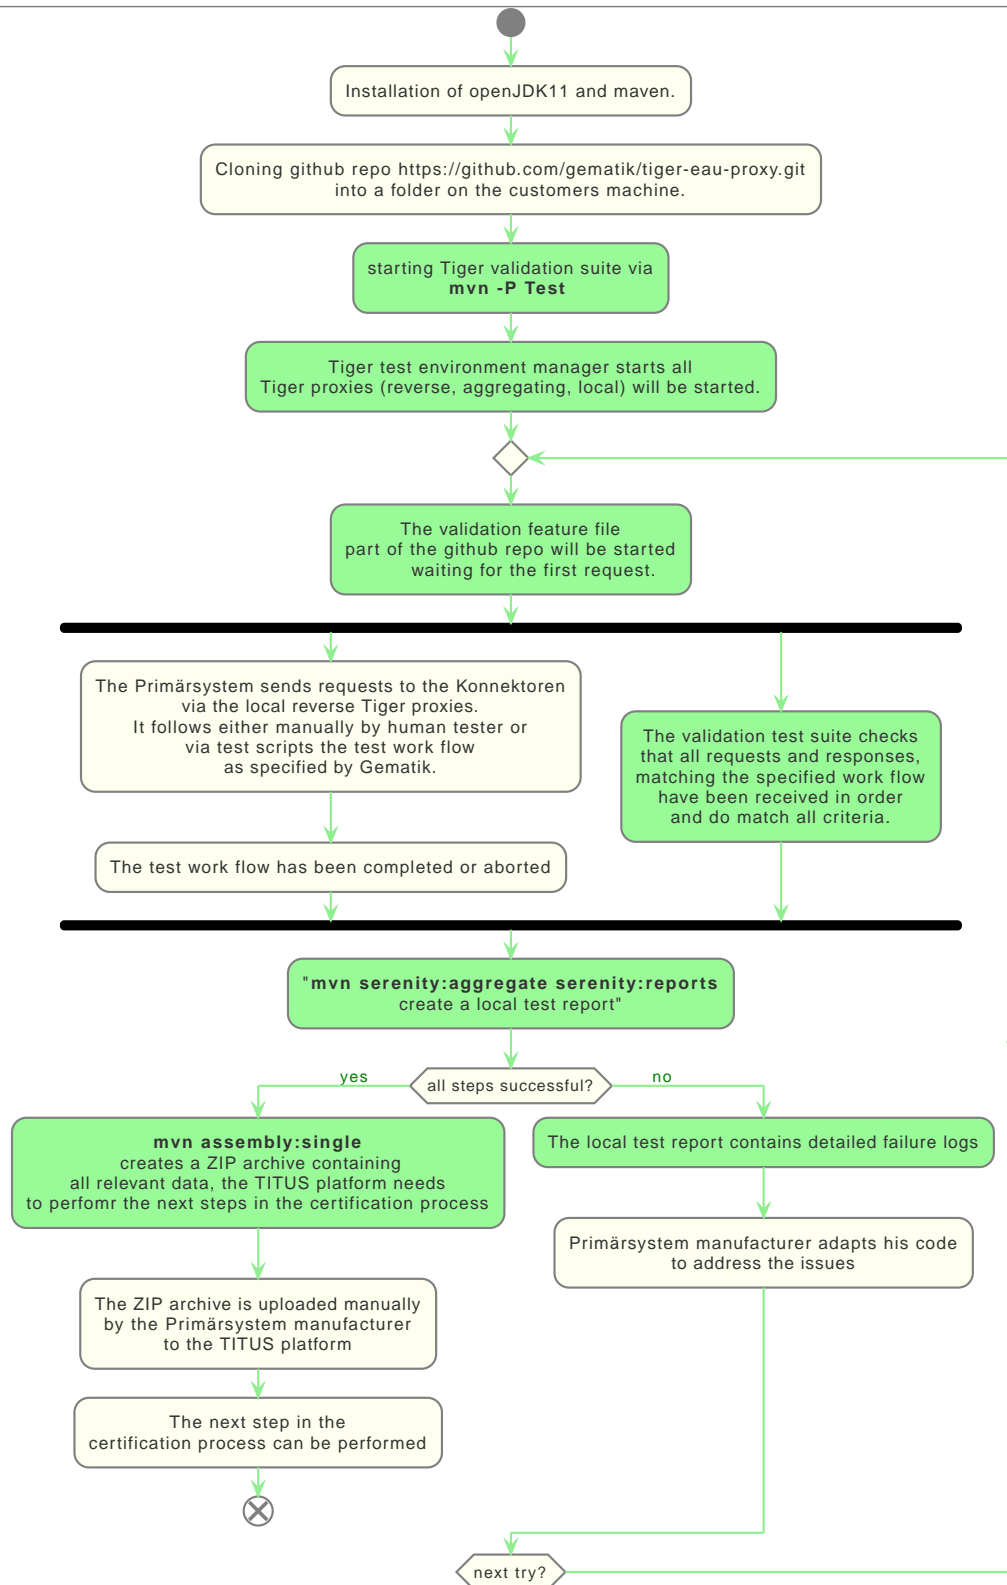 Installation of openJDK11 and maven.
Cloning github repo https://github.com/gematik/tiger-eau-proxy.git
into a folder on the customers machine.
starting Tiger validation suite via
mvn -P Test
Tiger test environment manager starts all
Tiger proxies (reverse, aggregating, local) will be started.
The validation feature file
part of the github repo will be started
waiting for the first request.
The Primärsystem sends requests to the Konnektoren
via the local reverse Tiger proxies.
It follows either manually by human tester or
via test scripts the test work flow
as specified by Gematik.
The validation test suite checks
that all requests and responses,
matching the specified work flow
have been received in order
and do match all criteria.
The test work flow has been completed or aborted
"mvn serenity:aggregate serenity:reports
create a local test report"
all steps successful?
yes
no
mvn assembly:single
creates a ZIP archive containing
all relevant data, the TITUS platform needs
to perfomr the next steps in the certification process
The local test report contains detailed failure logs
Primärsystem manufacturer adapts his code
to address the issues
The ZIP archive is uploaded manually
by the Primärsystem manufacturer
to the TITUS platform
The next step in the
certification process can be performed
next try?